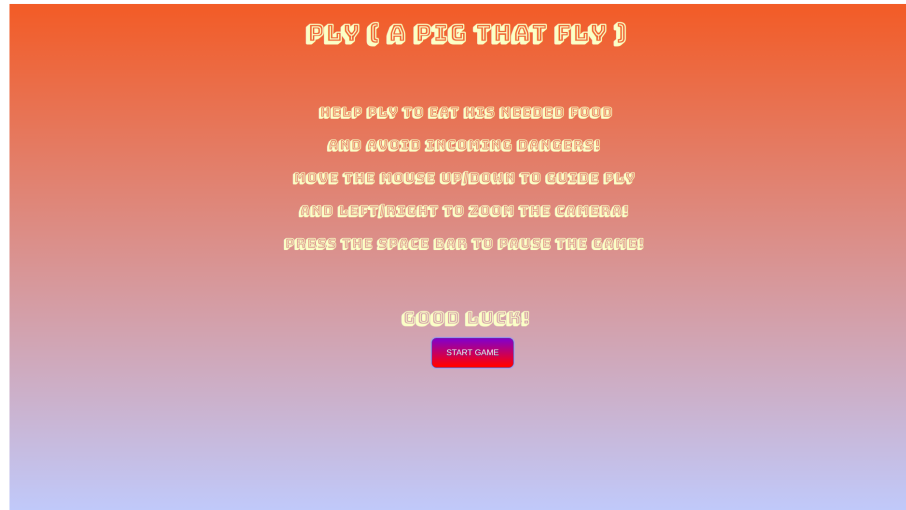 PLY ( A PIG THAT FLY )
HELP PLY TO EAT HIS NEEDED FOOD
AND AVOID INCOMING DANGERS!
MOVE THE MOUSE UP/DOWN TO GUIDE PLY
AND LEFT/RIGHT TO ZOOM THE CAMERA!
PRESS THE SPACE BAR TO PAUSE THE GAME!
GOOD LUCK!
START GAME